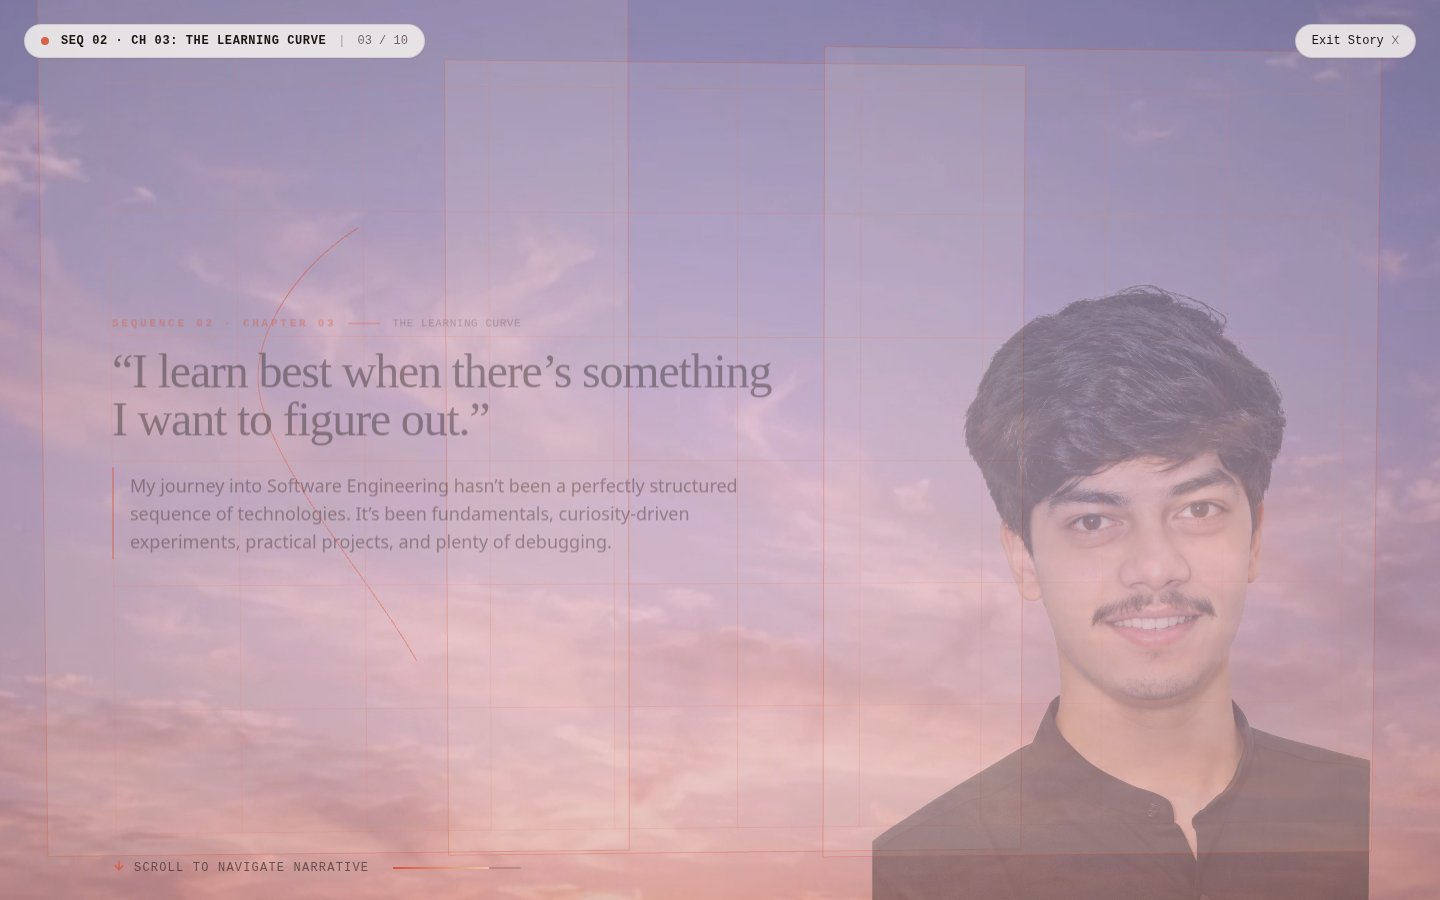 SEQ 02 · CH 03: THE LEARNING CURVE | 03 / 10
Exit Story X
SEQUENCE 02 · CHAPTER 03 THE LEARNING CURVE
“I learn best when there’s something
I want to figure out.”
My journey into Software Engineering hasn’t been a perfectly structured
sequence of technologies. It’s been fundamentals, curiosity-driven
experiments, practical projects, and plenty of debugging.
↓ SCROLL TO NAVIGATE NARRATIVE